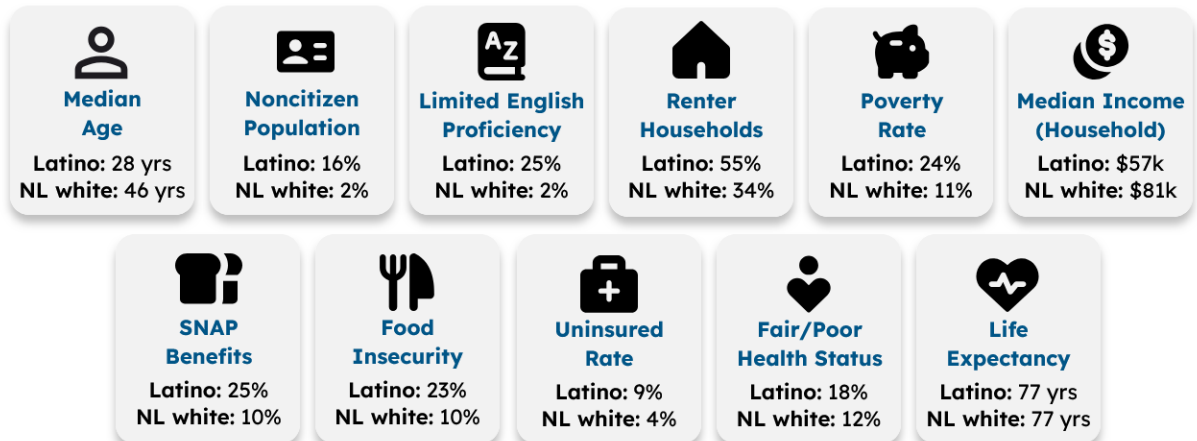 Median
Age
Latino: 28 yrs
NL white: 46 yrs
Noncitizen
Population
Latino: 16%
NL white: 2%
AZ
Limited English
Proficiency
Latino: 25%
NL white: 2%
Renter
Households
Latino: 55%
NL white: 34%
Poverty
Rate
Latino: 24%
NL white: 11%
$
Median Income
(Household)
Latino: $57k
NL white: $81k
SNAP
Benefits
Latino: 25%
NL white: 10%
Food
Insecurity
Latino: 23%
NL white: 10%
Uninsured
Rate
Latino: 9%
NL white: 4%
Fair/Poor
Health Status
Latino: 18%
NL white: 12%
Life
Expectancy
Latino: 77 yrs
NL white: 77 yrs